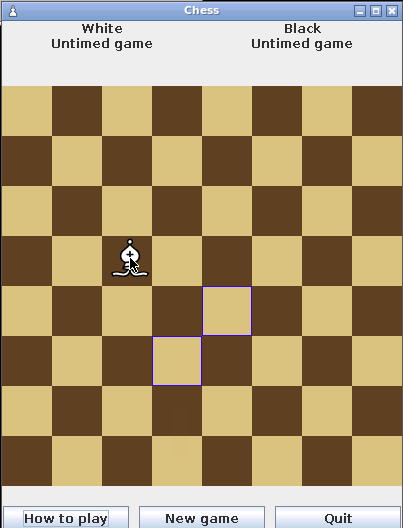 Chess
White
Untimed game
Black
Untimed game
How to play
New game
Quit